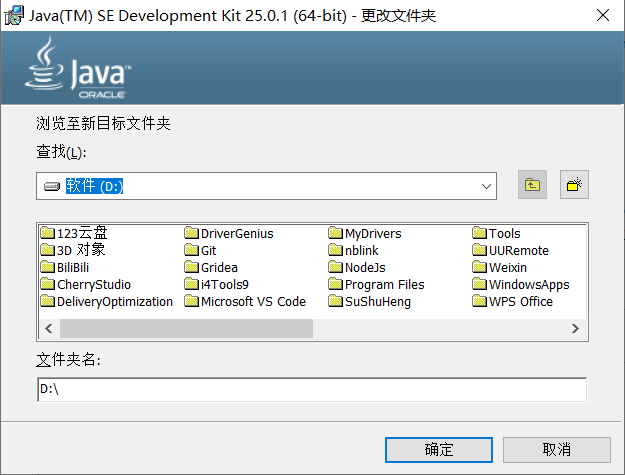 Java(TM) SE Development Kit 25.0.1 (64-bit) - 更改文件夹
Java™
ORACLE
浏览至新目标文件夹
查找(L):
软件 (D:)
123云盘 DriverGenius MyDrivers Tools
3D 对象 Git nblink UURemote
BiliBili Gridea NodeJs Weixin
CherryStudio i4Tools9 Program Files WindowsApps
DeliveryOptimization Microsoft VS Code SuShuHeng WPS Office
文件夹名:
D:\
确定 取消